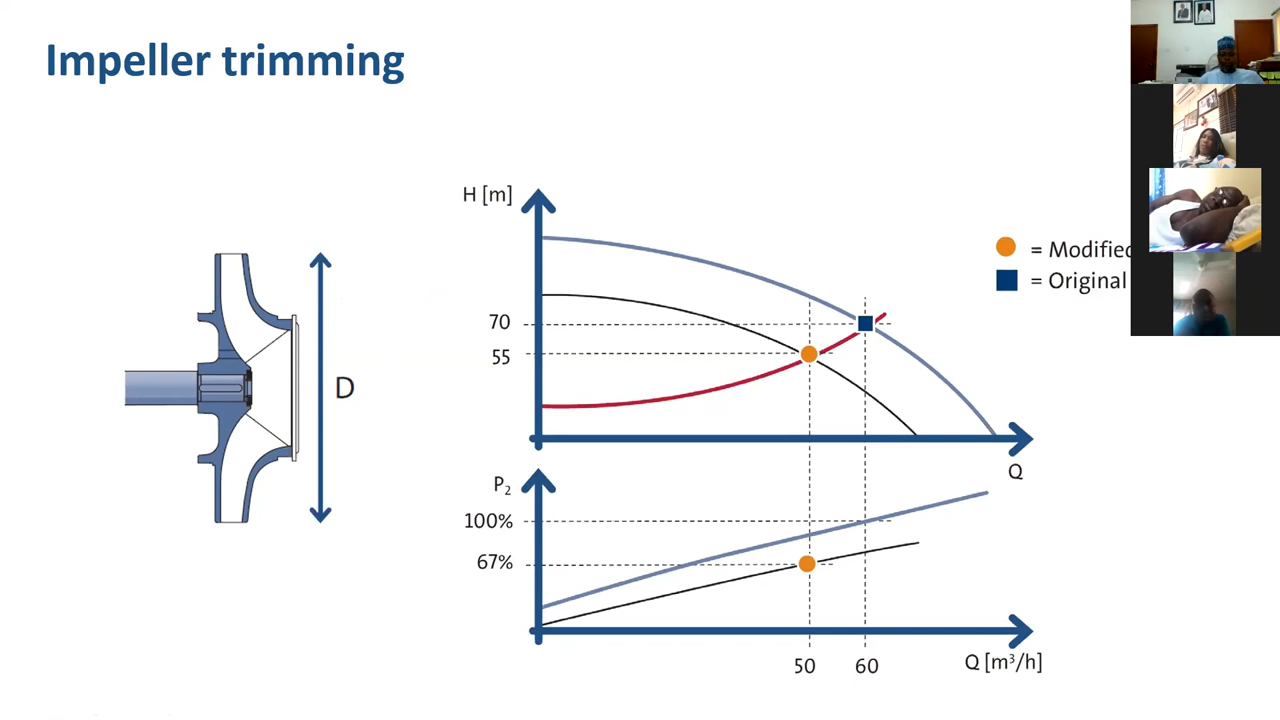 Impeller trimming
H [m]
= Modified
= Original
70
55
D
Q
P₂
100%
67%
50
60
Q [m³/h]